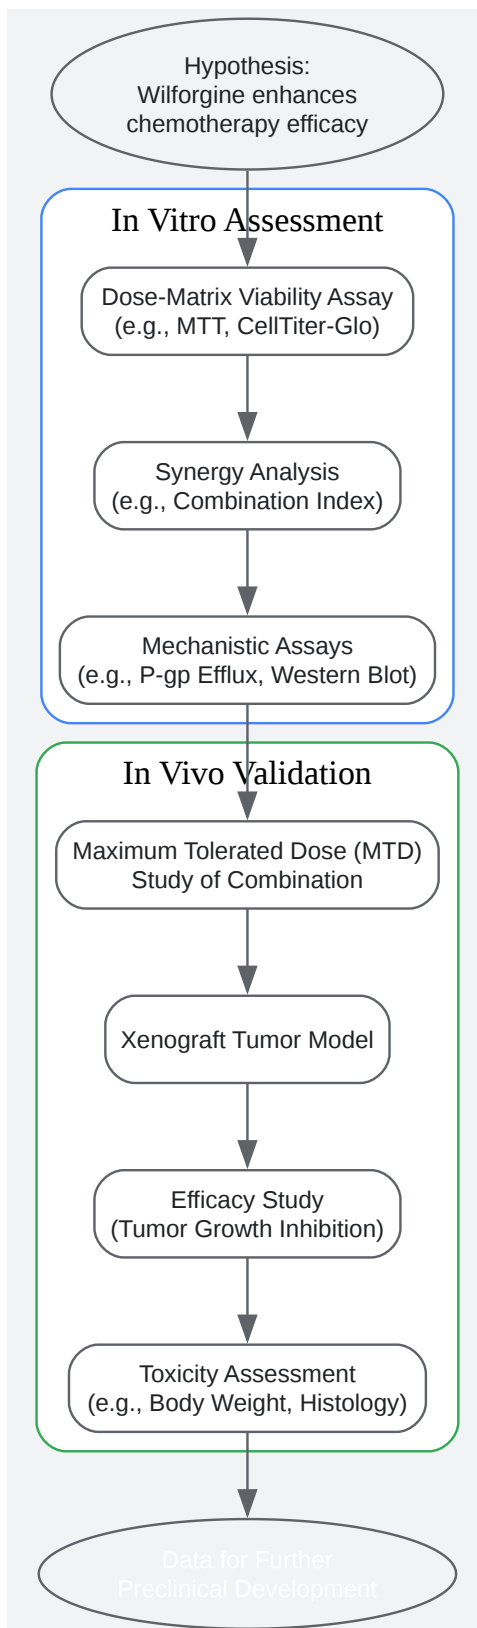 Hypothesis:
Wilforgine enhances
chemotherapy efficacy
In Vitro Assessment
Dose-Matrix Viability Assay
(e.g., MTT, CellTiter-Glo)
Synergy Analysis
(e.g., Combination Index)
Mechanistic Assays
(e.g., P-gp Efflux, Western Blot)
In Vivo Validation
Maximum Tolerated Dose (MTD)
Study of Combination
Xenograft Tumor Model
Efficacy Study
(Tumor Growth Inhibition)
Toxicity Assessment
(e.g., Body Weight, Histology)
Data for Further
Preclinical Development